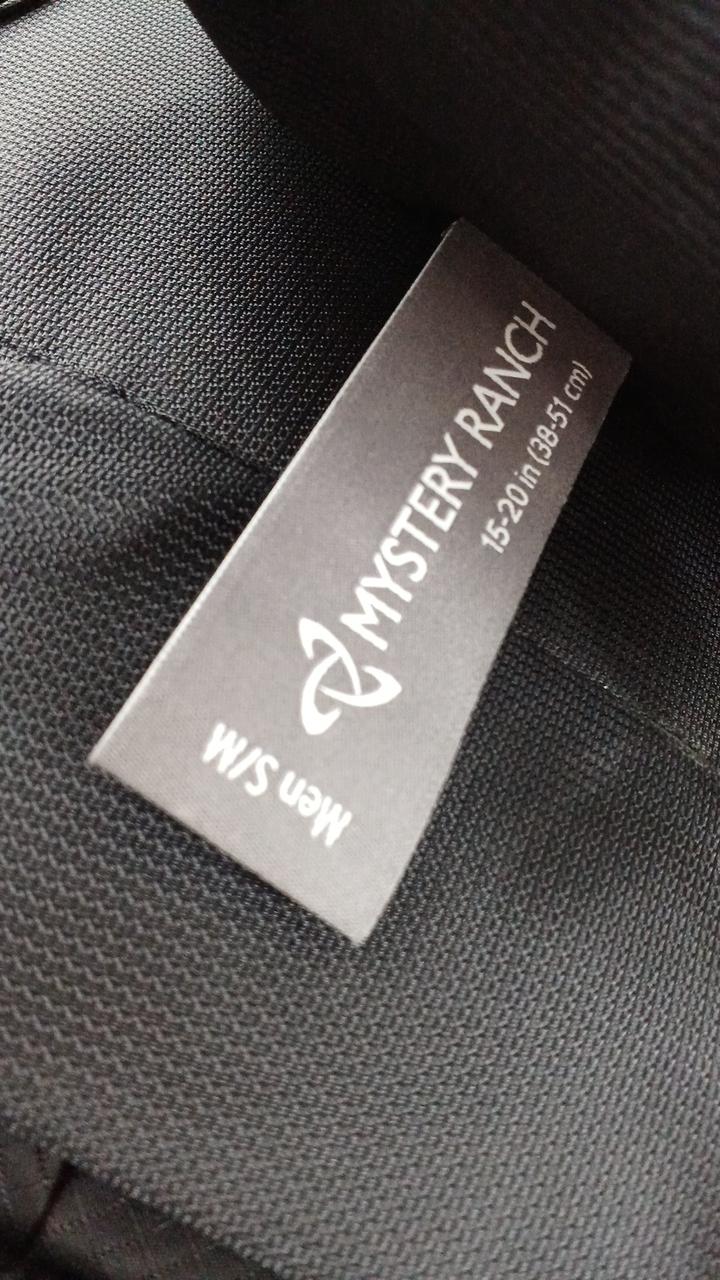 MYSTERY RANCH
15-20 in (38-51 cm)
Men S/M